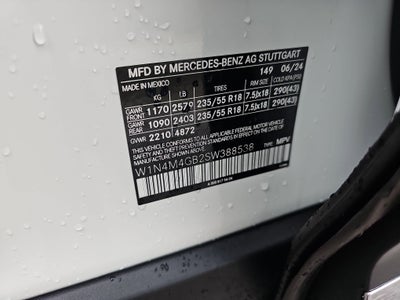 MFD BY MERCEDES-BENZ AG STUTTGART
MADE IN MEXICO 149 06/24
KG LB TIRES RIM SIZE COLD KPA(PSI)
GAWR FRONT 1170 2579 235/55 R18 7.5Jx18 290(43)
GAWR 1090 2403 235/55 R18 7.5Jx18 290(43)
GVWR 2210 4872
THIS VEHICLE CONFORMS TO ALL APPLICABLE FEDERAL MOTOR VEHICLE
W1N4M4GB2SW388538 TYPE: MPV